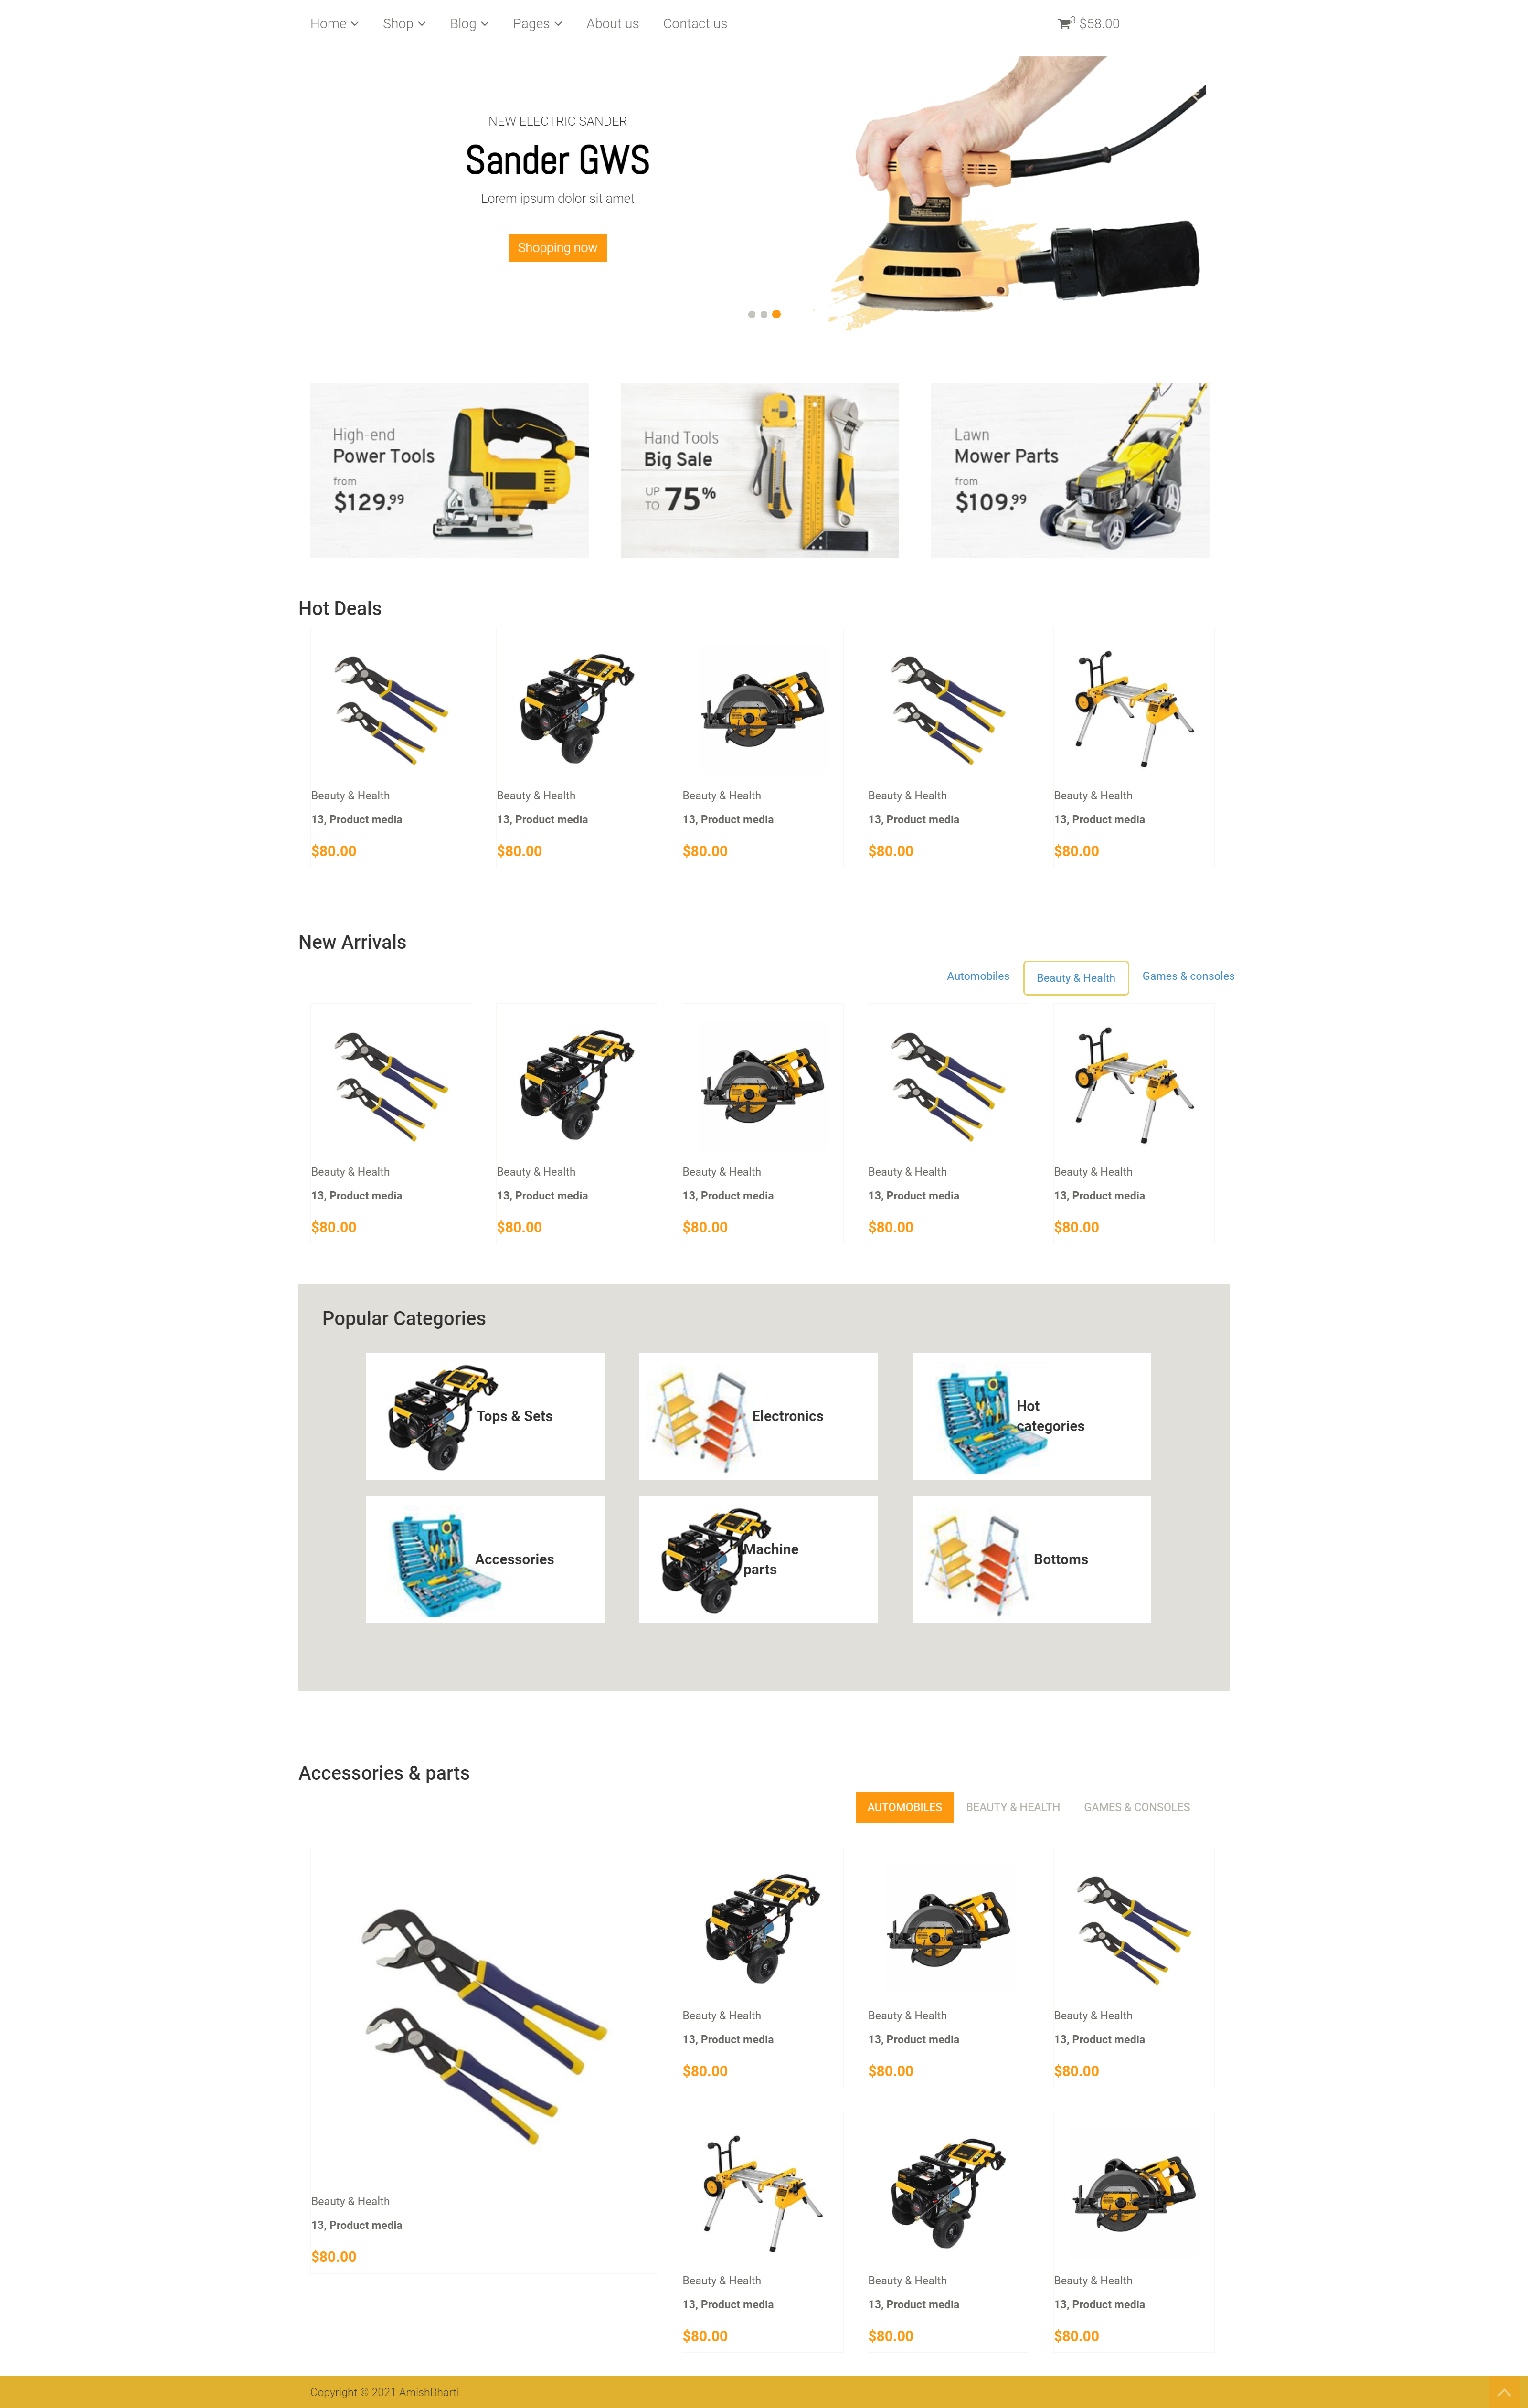 Home
Shop
Blog
Pages
About us
Contact us
3 $58.00
NEW ELECTRIC SANDER
Sander GWS
Lorem ipsum dolor sit amet
Shopping now
High-end
Power Tools
from
$129.99
Hand Tools
Big Sale
UP TO 75%
Lawn
Mower Parts
from
$109.99
Hot Deals
Beauty & Health
13, Product media
$80.00
Beauty & Health
13, Product media
$80.00
Beauty & Health
13, Product media
$80.00
Beauty & Health
13, Product media
$80.00
Beauty & Health
13, Product media
$80.00
New Arrivals
Automobiles
Beauty & Health
Games & consoles
Beauty & Health
13, Product media
$80.00
Beauty & Health
13, Product media
$80.00
Beauty & Health
13, Product media
$80.00
Beauty & Health
13, Product media
$80.00
Beauty & Health
13, Product media
$80.00
Popular Categories
Tops & Sets
Electronics
Hot
categories
Accessories
Machine
parts
Bottoms
Accessories & parts
AUTOMOBILES
BEAUTY & HEALTH
GAMES & CONSOLES
Beauty & Health
13, Product media
$80.00
Beauty & Health
13, Product media
$80.00
Beauty & Health
13, Product media
$80.00
Beauty & Health
13, Product media
$80.00
Beauty & Health
13, Product media
$80.00
Beauty & Health
13, Product media
$80.00
Beauty & Health
13, Product media
$80.00
Copyright © 2021 AmishBharti